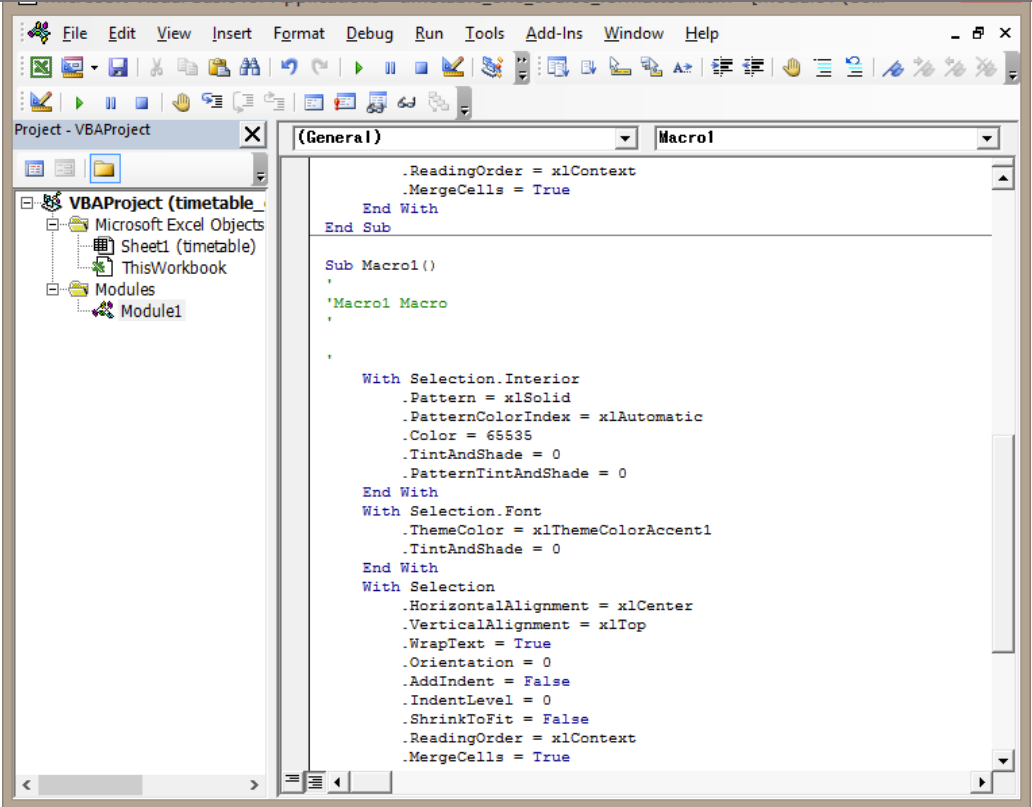 File Edit View Insert Format Debug Run Tools Add-Ins Window Help
Project - VBAProject
(General) Macro1
VBAProject (timetable_
Microsoft Excel Objects
Sheet1 (timetable)
ThisWorkbook
Modules
Module1
.ReadingOrder = xlContext
.MergeCells = True
End With
End Sub
Sub Macro1()
'
'Macro1 Macro
'
'
With Selection.Interior
.Pattern = xlSolid
.PatternColorIndex = xlAutomatic
.Color = 65535
.TintAndShade = 0
.PatternTintAndShade = 0
End With
With Selection.Font
.ThemeColor = xlThemeColorAccent1
.TintAndShade = 0
End With
With Selection
.HorizontalAlignment = xlCenter
.VerticalAlignment = xlTop
.WrapText = True
.Orientation = 0
.AddIndent = False
.IndentLevel = 0
.ShrinkToFit = False
.ReadingOrder = xlContext
.MergeCells = True